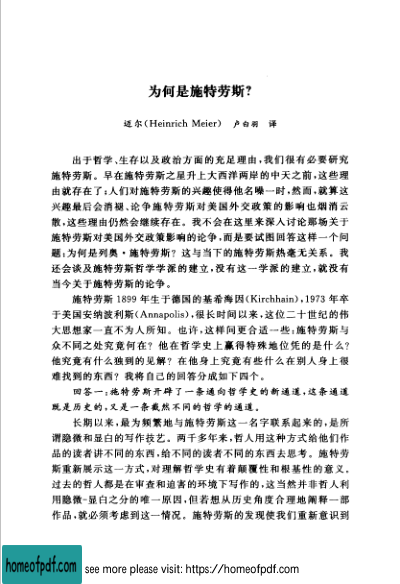 为何是施特劳斯？
迈尔(Heinrich Meier) 卢白羽 译
出于哲学、生存以及政治方面的充足理由，我们很有必要研究
施特劳斯。早在施特劳斯之星升上大西洋两岸的中天之前，这些理
由就存在了；人们对施特劳斯的兴趣使得他名噪一时，然而，就算这
兴趣最后会消褪、论争施特劳斯对美国外交政策的影响也烟消云
散，这些理由仍然会继续存在。我不会在这里来深入讨论那场关于
施特劳斯对美国外交政策影响的论争，而是要试图回答这样一个问
题：为何是列奥·施特劳斯？这与当下的施特劳斯热毫无关系。我
还会谈及施特劳斯哲学学派的建立，没有这一学派的建立，就没有
当今关于施特劳斯的论争。
施特劳斯 1899 年生于德国的基希海因(Kirchhain)，1973 年卒
于美国安纳波利斯(Annapolis)，很长时间以来，这位二十世纪的伟
大思想家一直不为人所知。也许，这样问更合适一些：施特劳斯与
众不同之处究竟何在？他在哲学史上赢得特殊地位凭的是什么？
他究竟有什么独到的见解？在他身上究竟有些什么在别人身上很
难找到的东西？我将自己的回答分成如下四个。
回答一：施特劳斯开辟了一条通向哲学史的新通道，这条通道
既是历史的，又是一条截然不同的哲学的通道。
长期以来，最为频繁地与施特劳斯这一名字联系起来的，是所
谓隐微和显白的写作技艺。两千多年来，哲人用这种方式给他们作
品的读者讲不同的东西，给不同的读者不同的东西去思考。施特劳
斯重新展示这一方式，对理解哲学史有着颠覆性和根基性的意义。
过去的哲人都是在审查和迫害的环境下写作的，这当然并非哲人利
用隐微-显白之分的唯一原因，但若想从历史角度合理地阐释一部
作品，就必须考虑到这一情况。施特劳斯的发现使我们重新意识到
homeofpdf.com
see more please visit: https://homeofpdf.com